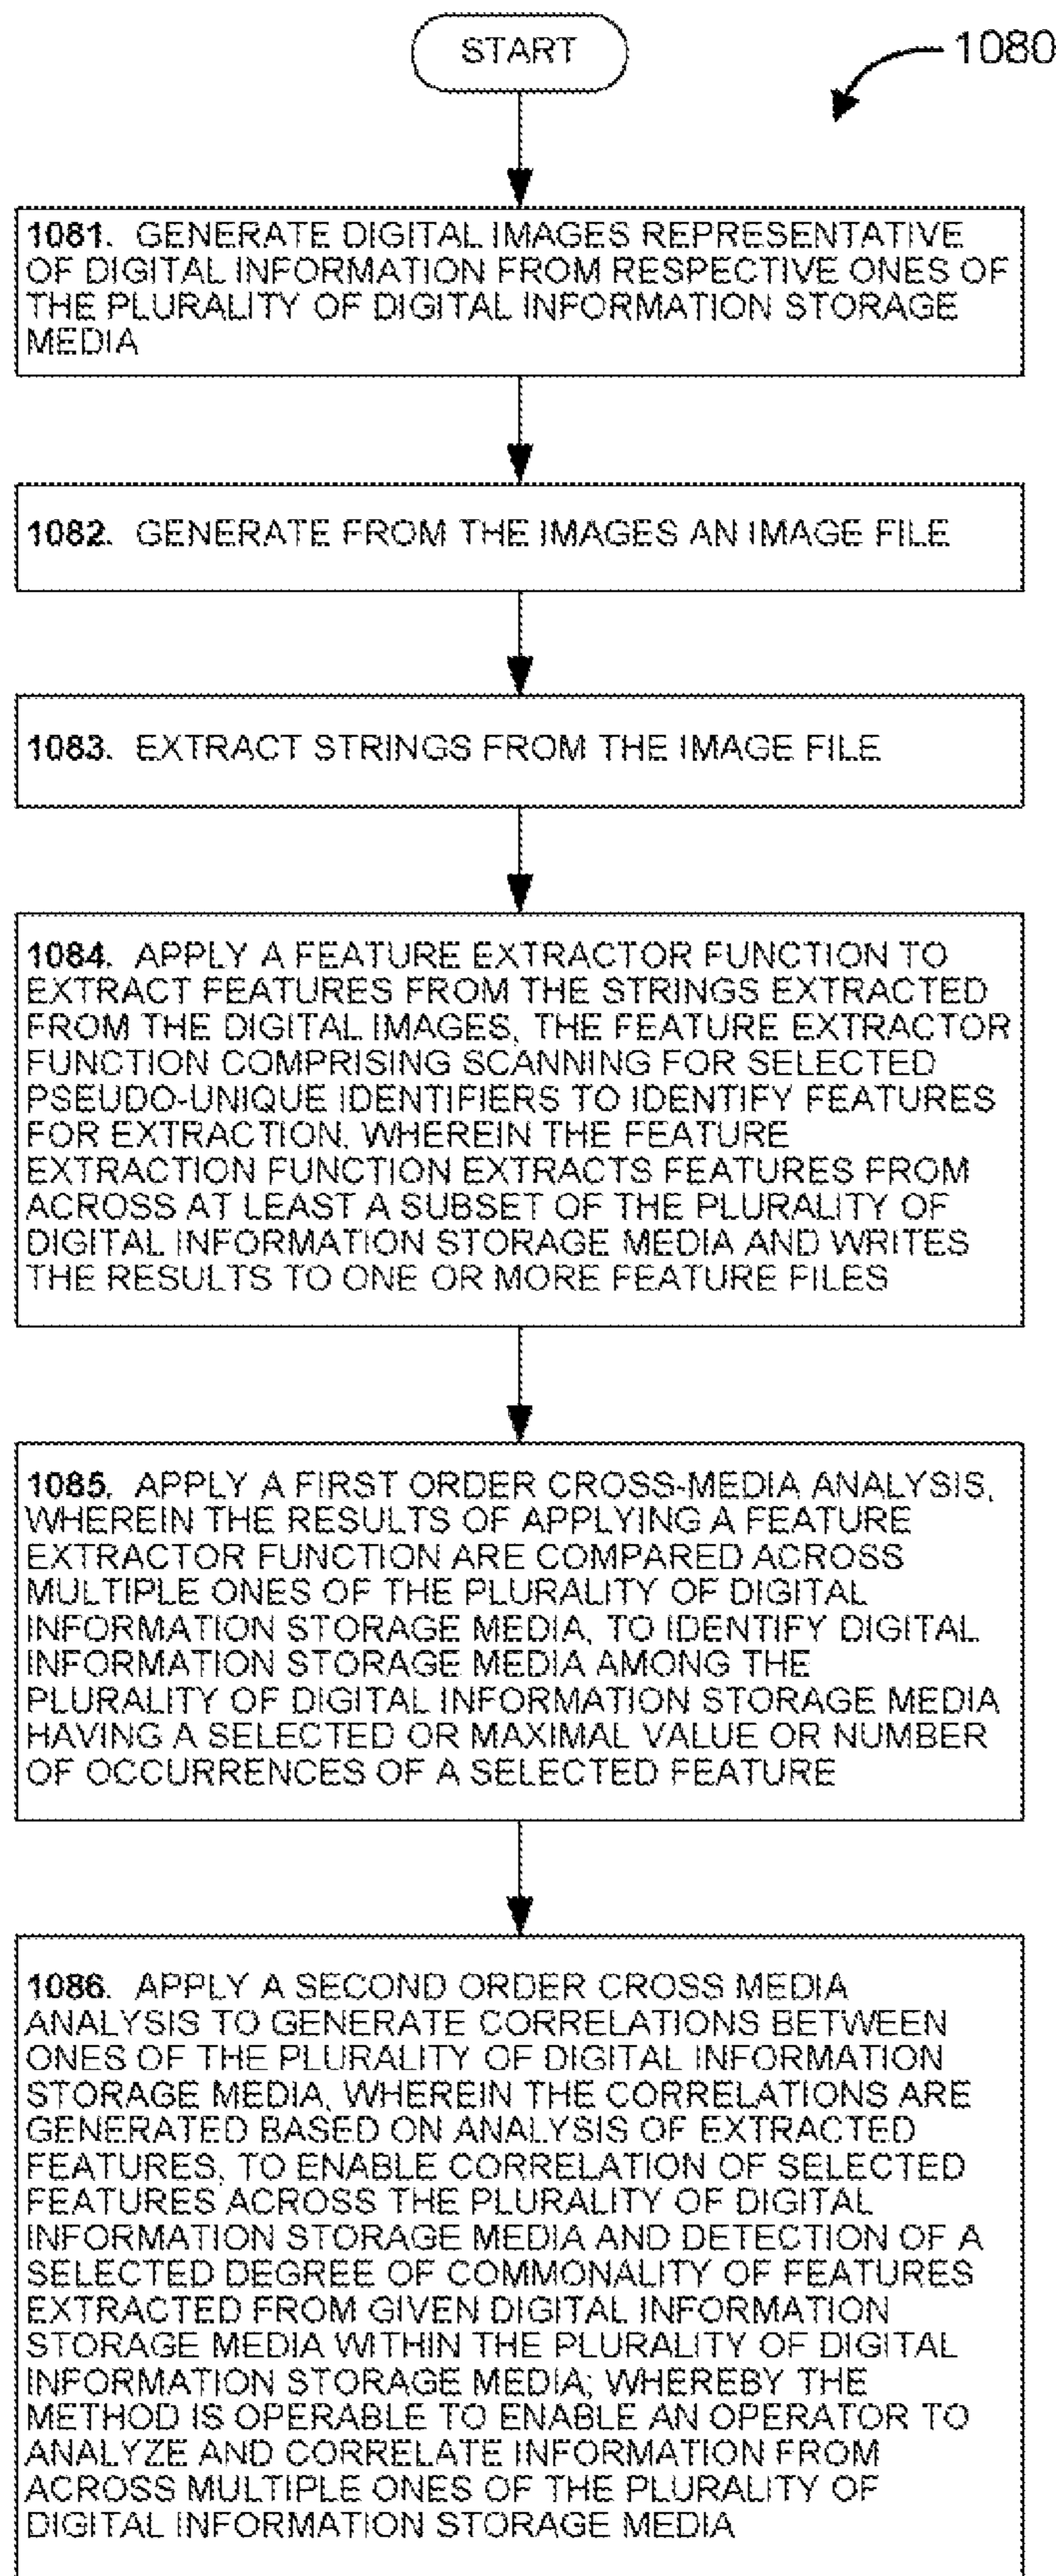 START
1080
1081. GENERATE DIGITAL IMAGES REPRESENTATIVE
OF DIGITAL INFORMATION FROM RESPECTIVE ONES OF
THE PLURALITY OF DIGITAL INFORMATION STORAGE
MEDIA
1082. GENERATE FROM THE IMAGES AN IMAGE FILE
1083. EXTRACT STRINGS FROM THE IMAGE FILE
1084. APPLY A FEATURE EXTRACTOR FUNCTION TO
EXTRACT FEATURES FROM THE STRINGS EXTRACTED
FROM THE DIGITAL IMAGES, THE FEATURE EXTRACTOR
FUNCTION COMPRISING SCANNING FOR SELECTED
PSEUDO-UNIQUE IDENTIFIERS TO IDENTIFY FEATURES
FOR EXTRACTION, WHEREIN THE FEATURE
EXTRACTION FUNCTION EXTRACTS FEATURES FROM
ACROSS AT LEAST A SUBSET OF THE PLURALITY OF
DIGITAL INFORMATION STORAGE MEDIA AND WRITES
THE RESULTS TO ONE OR MORE FEATURE FILES
1085. APPLY A FIRST ORDER CROSS-MEDIA ANALYSIS,
WHEREIN THE RESULTS OF APPLYING A FEATURE
EXTRACTOR FUNCTION ARE COMPARED ACROSS
MULTIPLE ONES OF THE PLURALITY OF DIGITAL
INFORMATION STORAGE MEDIA, TO IDENTIFY DIGITAL
INFORMATION STORAGE MEDIA AMONG THE
PLURALITY OF DIGITAL INFORMATION STORAGE MEDIA
HAVING A SELECTED OR MAXIMAL VALUE OR NUMBER
OF OCCURRENCES OF A SELECTED FEATURE
1086. APPLY A SECOND ORDER CROSS MEDIA
ANALYSIS TO GENERATE CORRELATIONS BETWEEN
ONES OF THE PLURALITY OF DIGITAL INFORMATION
STORAGE MEDIA, WHEREIN THE CORRELATIONS ARE
GENERATED BASED ON ANALYSIS OF EXTRACTED
FEATURES, TO ENABLE CORRELATION OF SELECTED
FEATURES ACROSS THE PLURALITY OF DIGITAL
INFORMATION STORAGE MEDIA AND DETECTION OF A
SELECTED DEGREE OF COMMONALITY OF FEATURES
EXTRACTED FROM GIVEN DIGITAL INFORMATION
STORAGE MEDIA WITHIN THE PLURALITY OF DIGITAL
INFORMATION STORAGE MEDIA; WHEREBY THE
METHOD IS OPERABLE TO ENABLE AN OPERATOR TO
ANALYZE AND CORRELATE INFORMATION FROM
ACROSS MULTIPLE ONES OF THE PLURALITY OF
DIGITAL INFORMATION STORAGE MEDIA